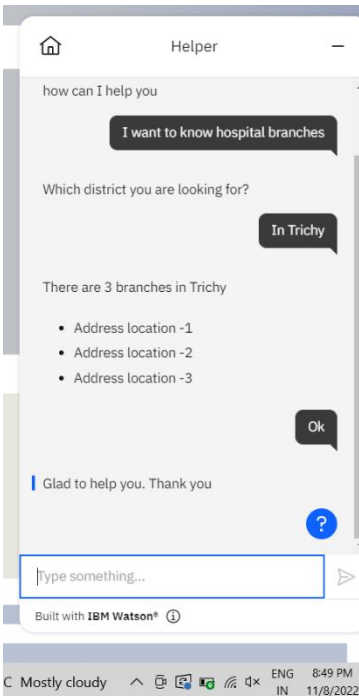 Helper
how can I help you
I want to know hospital branches
Which district you are looking for?
In Trichy
There are 3 branches in Trichy
• Address location -1
• Address location -2
• Address location -3
Ok
Glad to help you. Thank you
?
Type something...
Built with IBM Watson®
C Mostly cloudy
ENG
IN
8:49 PM
11/8/2022